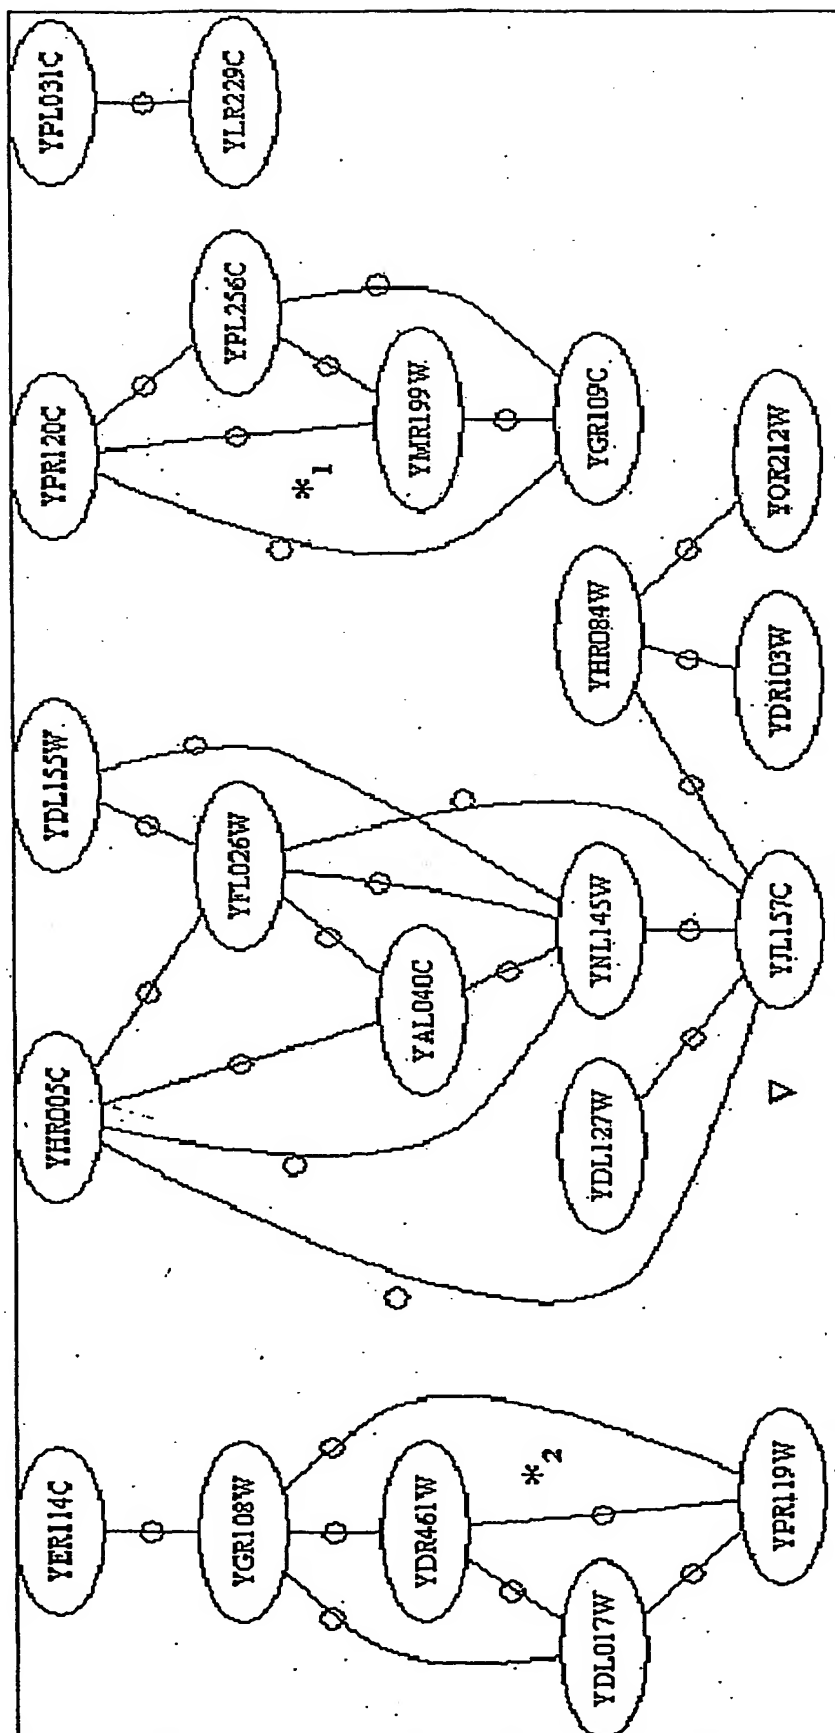 YER114C
YGR108W
YDR461W
YDL017W
YPR119W
*2
YHR005C
YDL155W
YFL026W
YAL040C
YNL145W
YDL127W
YJL157C
∇
YHR084W
YDR103W
YOR212W
YPR120C
YPL256C
YMR199W
YGR109C
*1
YPL031C
YLR229C